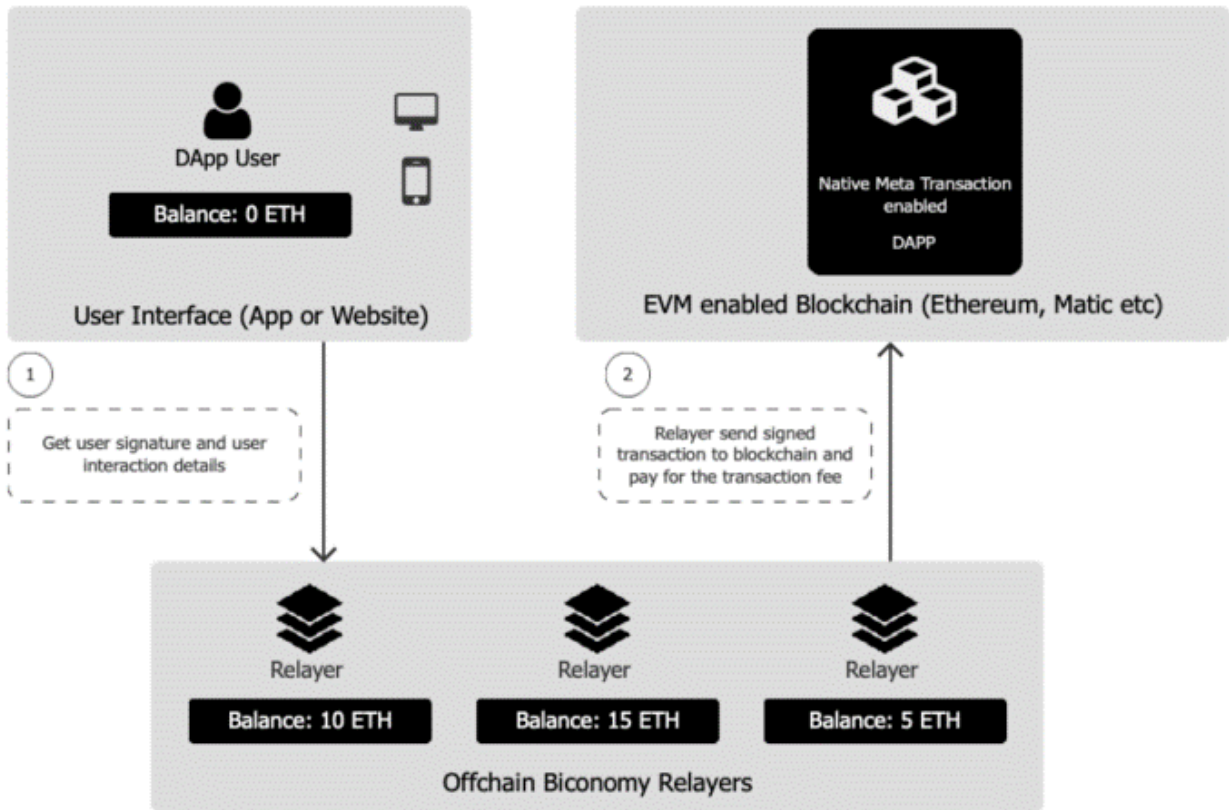 DApp User
Balance: 0 ETH
User Interface (App or Website)
Native Meta Transaction
enabled
DAPP
EVM enabled Blockchain (Ethereum, Matic etc)
1
Get user signature and user
interaction details
2
Relayer send signed
transaction to blockchain and
pay for the transaction fee
Relayer
Balance: 10 ETH
Relayer
Balance: 15 ETH
Relayer
Balance: 5 ETH
Offchain Biconomy Relayers